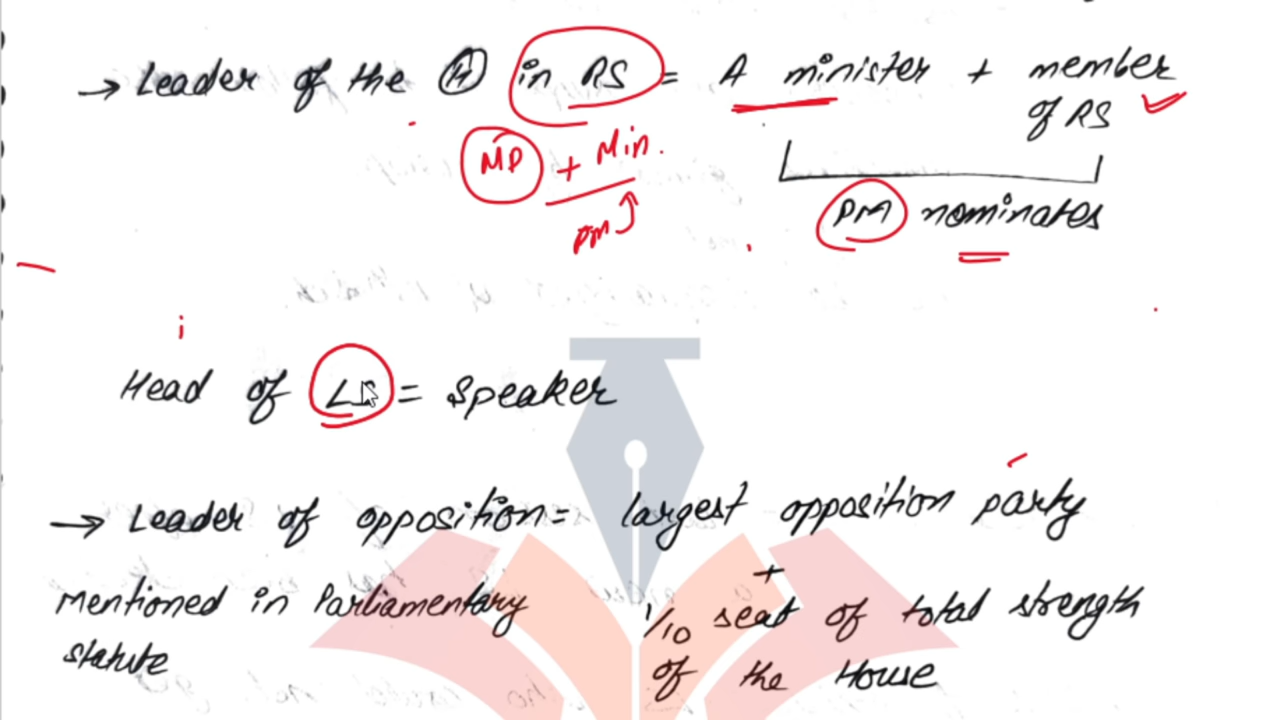 → Leader of the (H) in RS = A minister + member
of RS ✓
MP + Min.
PM nominates
PM
Head of LS = Speaker
→ Leader of opposition = largest opposition party
+
mentioned in Parliamentary
statute
1/10 seat of total strength
of the House